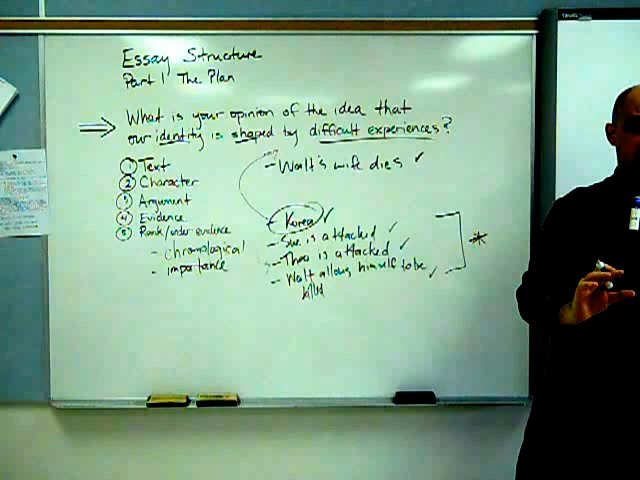 Essay Structure
Part 1 The Plan
What is your opinion of the idea that
our identity is shaped by difficult experiences?
1 Text
2 Character
3 Argument
4 Evidence
5 Rank/order evidence
- chronological
- importance
- Walt's wife dies ✓
- Korea ✓
- Sue is attacked ✓
- Thao is attacked ✓
- Walt allows himself to be ✓
killed
*